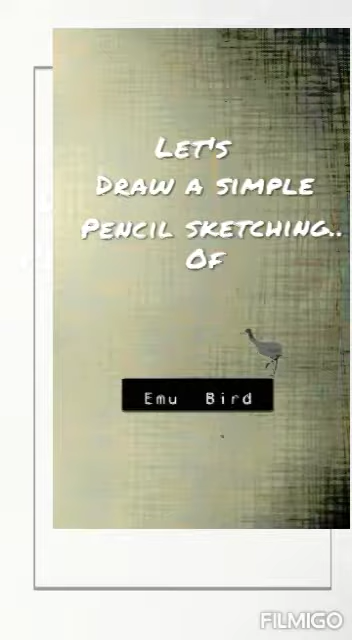 Let's
Draw a simple
Pencil sketching..
Of
Emu Bird
FILMIGO